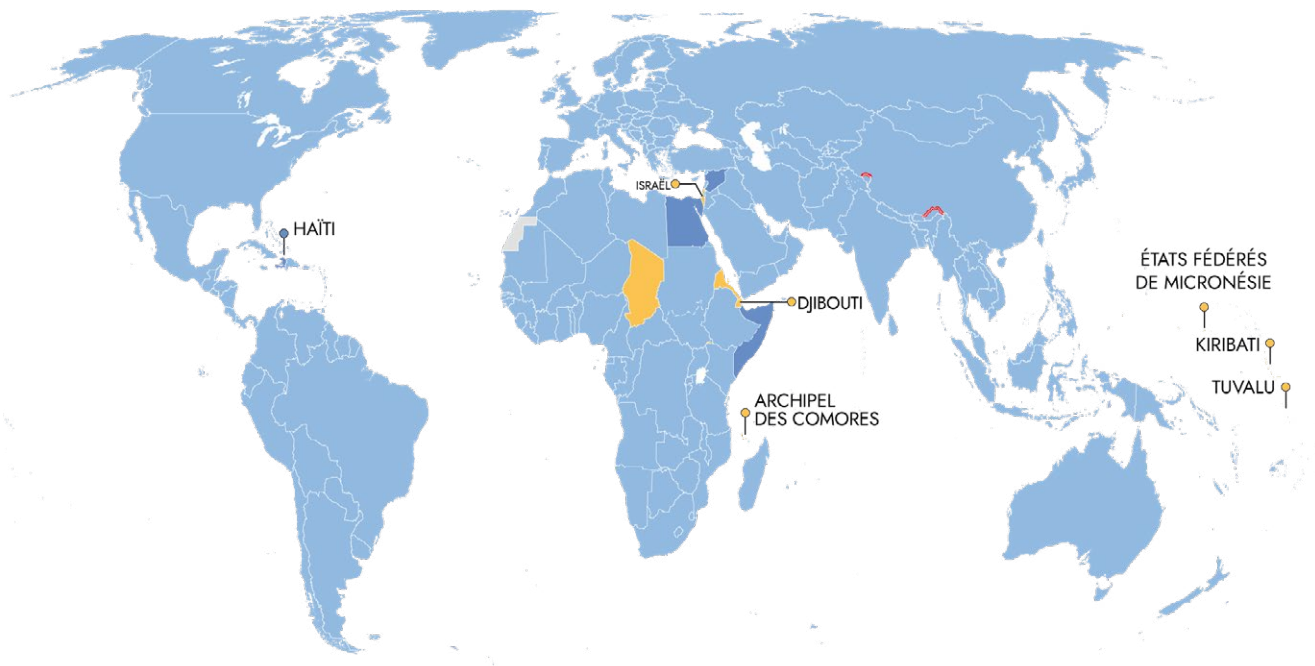 ISRAËL
HAÏTI
ÉTATS FÉDÉRÉS
DE MICRONÉSIE
DJIBOUTI
KIRIBATI
TUVALU
ARCHIPEL
DES COMORES